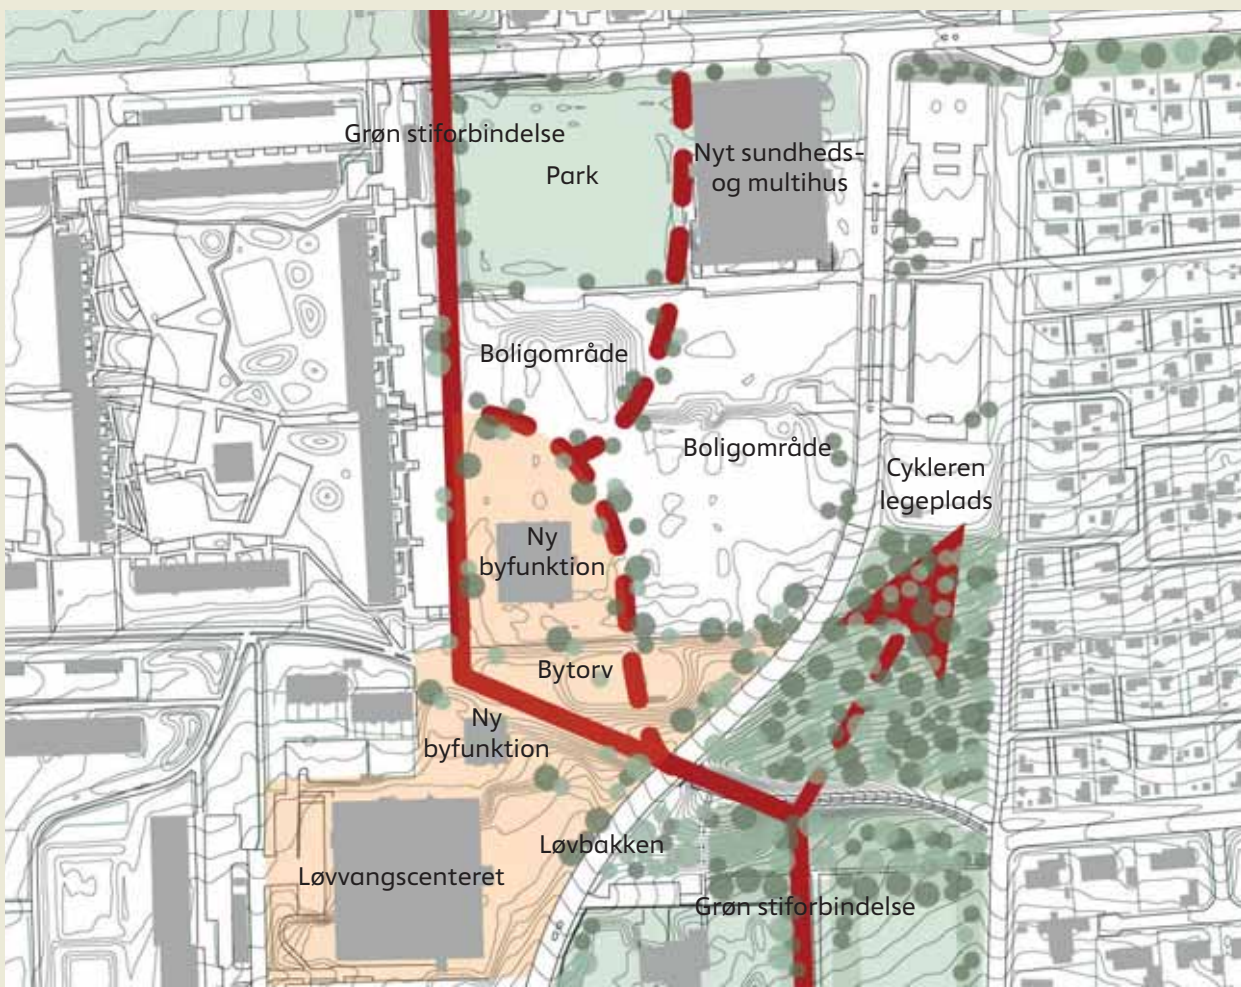 Grøn stiforbindelse
Park
Nyt sundheds-
og multihus
Boligområde
Boligområde
Cykleren
legeplads
Ny
byfunktion
Bytorv
Ny
byfunktion
Løvbakken
Løvvangscenteret
Grøn stiforbindelse